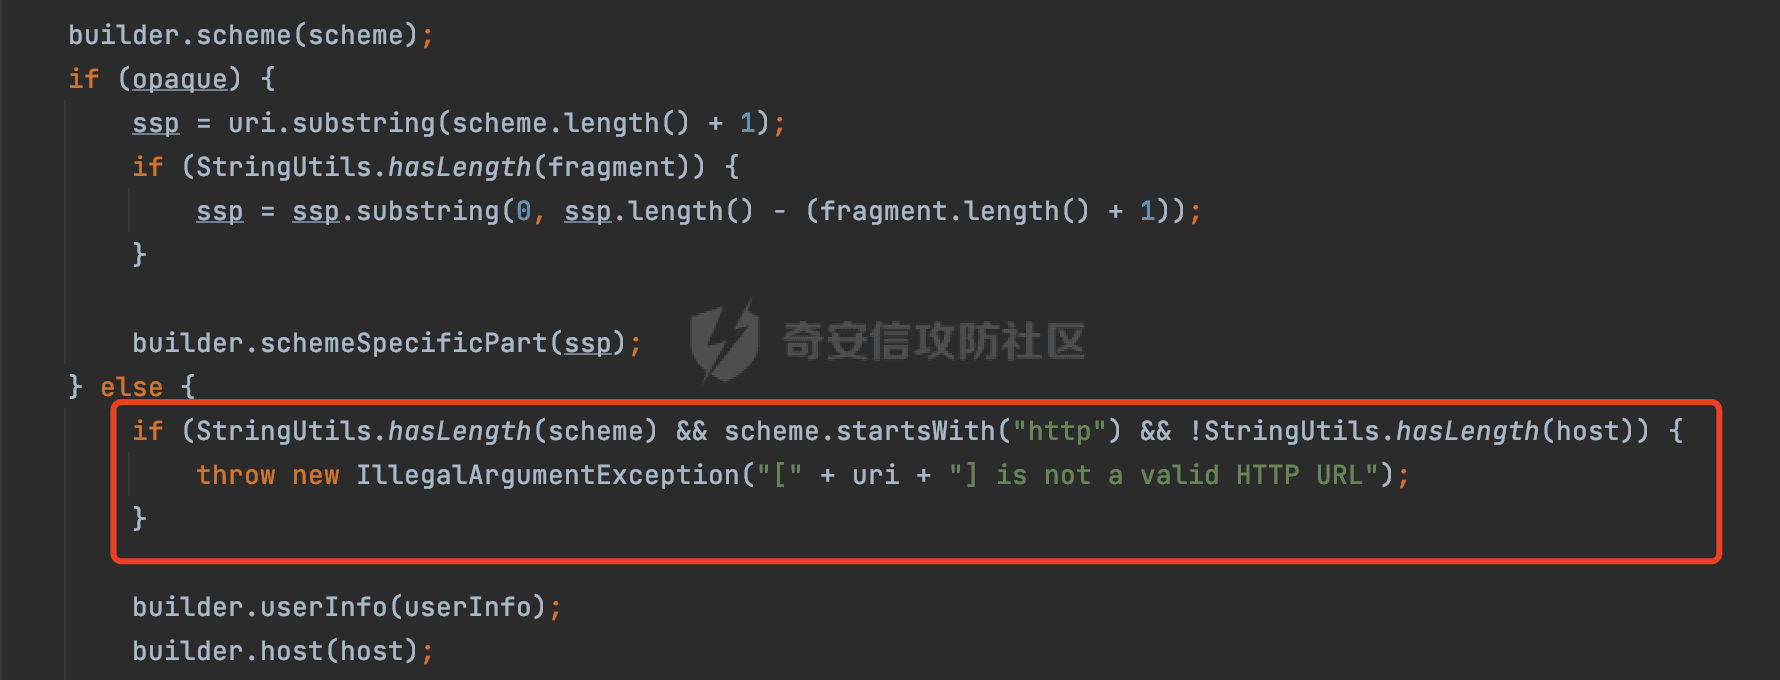 builder.scheme(scheme);
if (opaque) {
ssp = uri.substring(scheme.length() + 1);
if (StringUtils.hasLength(fragment)) {
ssp = ssp.substring(0, ssp.length() - (fragment.length() + 1));
}
builder.schemeSpecificPart(ssp);
奇安信攻防社区
} else {
if (StringUtils.hasLength(scheme) && scheme.startsWith("http") && !StringUtils.hasLength(host)) {
throw new IllegalArgumentException("[" + uri + "] is not a valid HTTP URL");
}
builder.userInfo(userInfo);
builder.host(host);